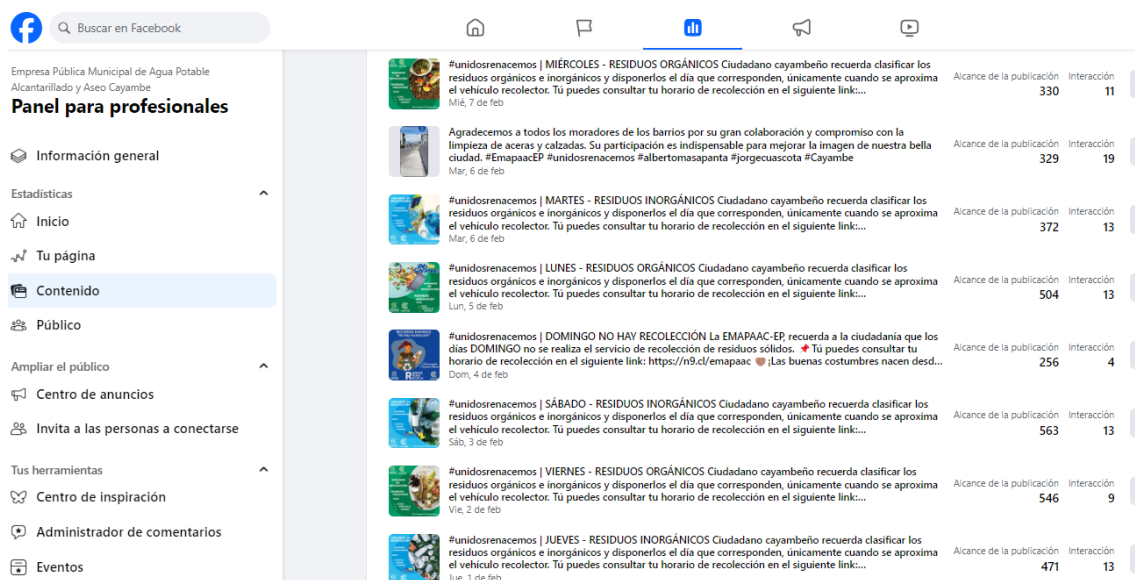 Buscar en Facebook
Empresa Pública Municipal de Agua Potable
Alcantarillado y Aseo Cayambe
Panel para profesionales
Información general
Estadísticas
Inicio
Tu página
Contenido
Público
Ampliar el público
Centro de anuncios
Invita a las personas a conectarse
Tus herramientas
Centro de inspiración
Administrador de comentarios
Eventos
#unidosrenacemos | MIÉRCOLES - RESIDUOS ORGÁNICOS Ciudadano cayambeño recuerda clasificar los
residuos orgánicos e inorgánicos y disponerlos el día que corresponden, únicamente cuando se aproxima
el vehículo recolector. Tú puedes consultar tu horario de recolección en el siguiente link:...
Mié, 7 de feb
Alcance de la publicación Interacción
330 11
Agradecemos a todos los moradores de los barrios por su gran colaboración y compromiso con la
limpieza de aceras y calzadas. Su participación es indispensable para mejorar la imagen de nuestra bella
ciudad. #EmapaacEP #unidosrenacemos #albertomasapanta #jorgecuascota #Cayambe
Mar, 6 de feb
Alcance de la publicación Interacción
329 19
#unidosrenacemos | MARTES - RESIDUOS INORGÁNICOS Ciudadano cayambeño recuerda clasificar los
residuos orgánicos e inorgánicos y disponerlos el día que corresponden, únicamente cuando se aproxima
el vehículo recolector. Tú puedes consultar tu horario de recolección en el siguiente link:...
Mar, 6 de feb
Alcance de la publicación Interacción
372 13
#unidosrenacemos | LUNES - RESIDUOS ORGÁNICOS Ciudadano cayambeño recuerda clasificar los
residuos orgánicos e inorgánicos y disponerlos el día que corresponden, únicamente cuando se aproxima
el vehículo recolector. Tú puedes consultar tu horario de recolección en el siguiente link:...
Lun, 5 de feb
Alcance de la publicación Interacción
504 13
#unidosrenacemos | DOMINGO NO HAY RECOLECCIÓN La EMAPAAC-EP, recuerda a la ciudadanía que los
días DOMINGO no se realiza el servicio de recolección de residuos sólidos. 📌Tú puedes consultar tu
horario de recolección en el siguiente link: https://n9.cl/emapaac 🤎¡Las buenas costumbres nacen desd...
Dom, 4 de feb
Alcance de la publicación Interacción
256 4
#unidosrenacemos | SÁBADO - RESIDUOS INORGÁNICOS Ciudadano cayambeño recuerda clasificar los
residuos orgánicos e inorgánicos y disponerlos el día que corresponden, únicamente cuando se aproxima
el vehículo recolector. Tú puedes consultar tu horario de recolección en el siguiente link:...
Sáb, 3 de feb
Alcance de la publicación Interacción
563 13
#unidosrenacemos | VIERNES - RESIDUOS ORGÁNICOS Ciudadano cayambeño recuerda clasificar los
residuos orgánicos e inorgánicos y disponerlos el día que corresponden, únicamente cuando se aproxima
el vehículo recolector. Tú puedes consultar tu horario de recolección en el siguiente link:...
Vie, 2 de feb
Alcance de la publicación Interacción
546 9
#unidosrenacemos | JUEVES - RESIDUOS INORGÁNICOS Ciudadano cayambeño recuerda clasificar los
residuos orgánicos e inorgánicos y disponerlos el día que corresponden, únicamente cuando se aproxima
el vehículo recolector. Tú puedes consultar tu horario de recolección en el siguiente link:...
Jue, 1 de feb
Alcance de la publicación Interacción
471 13